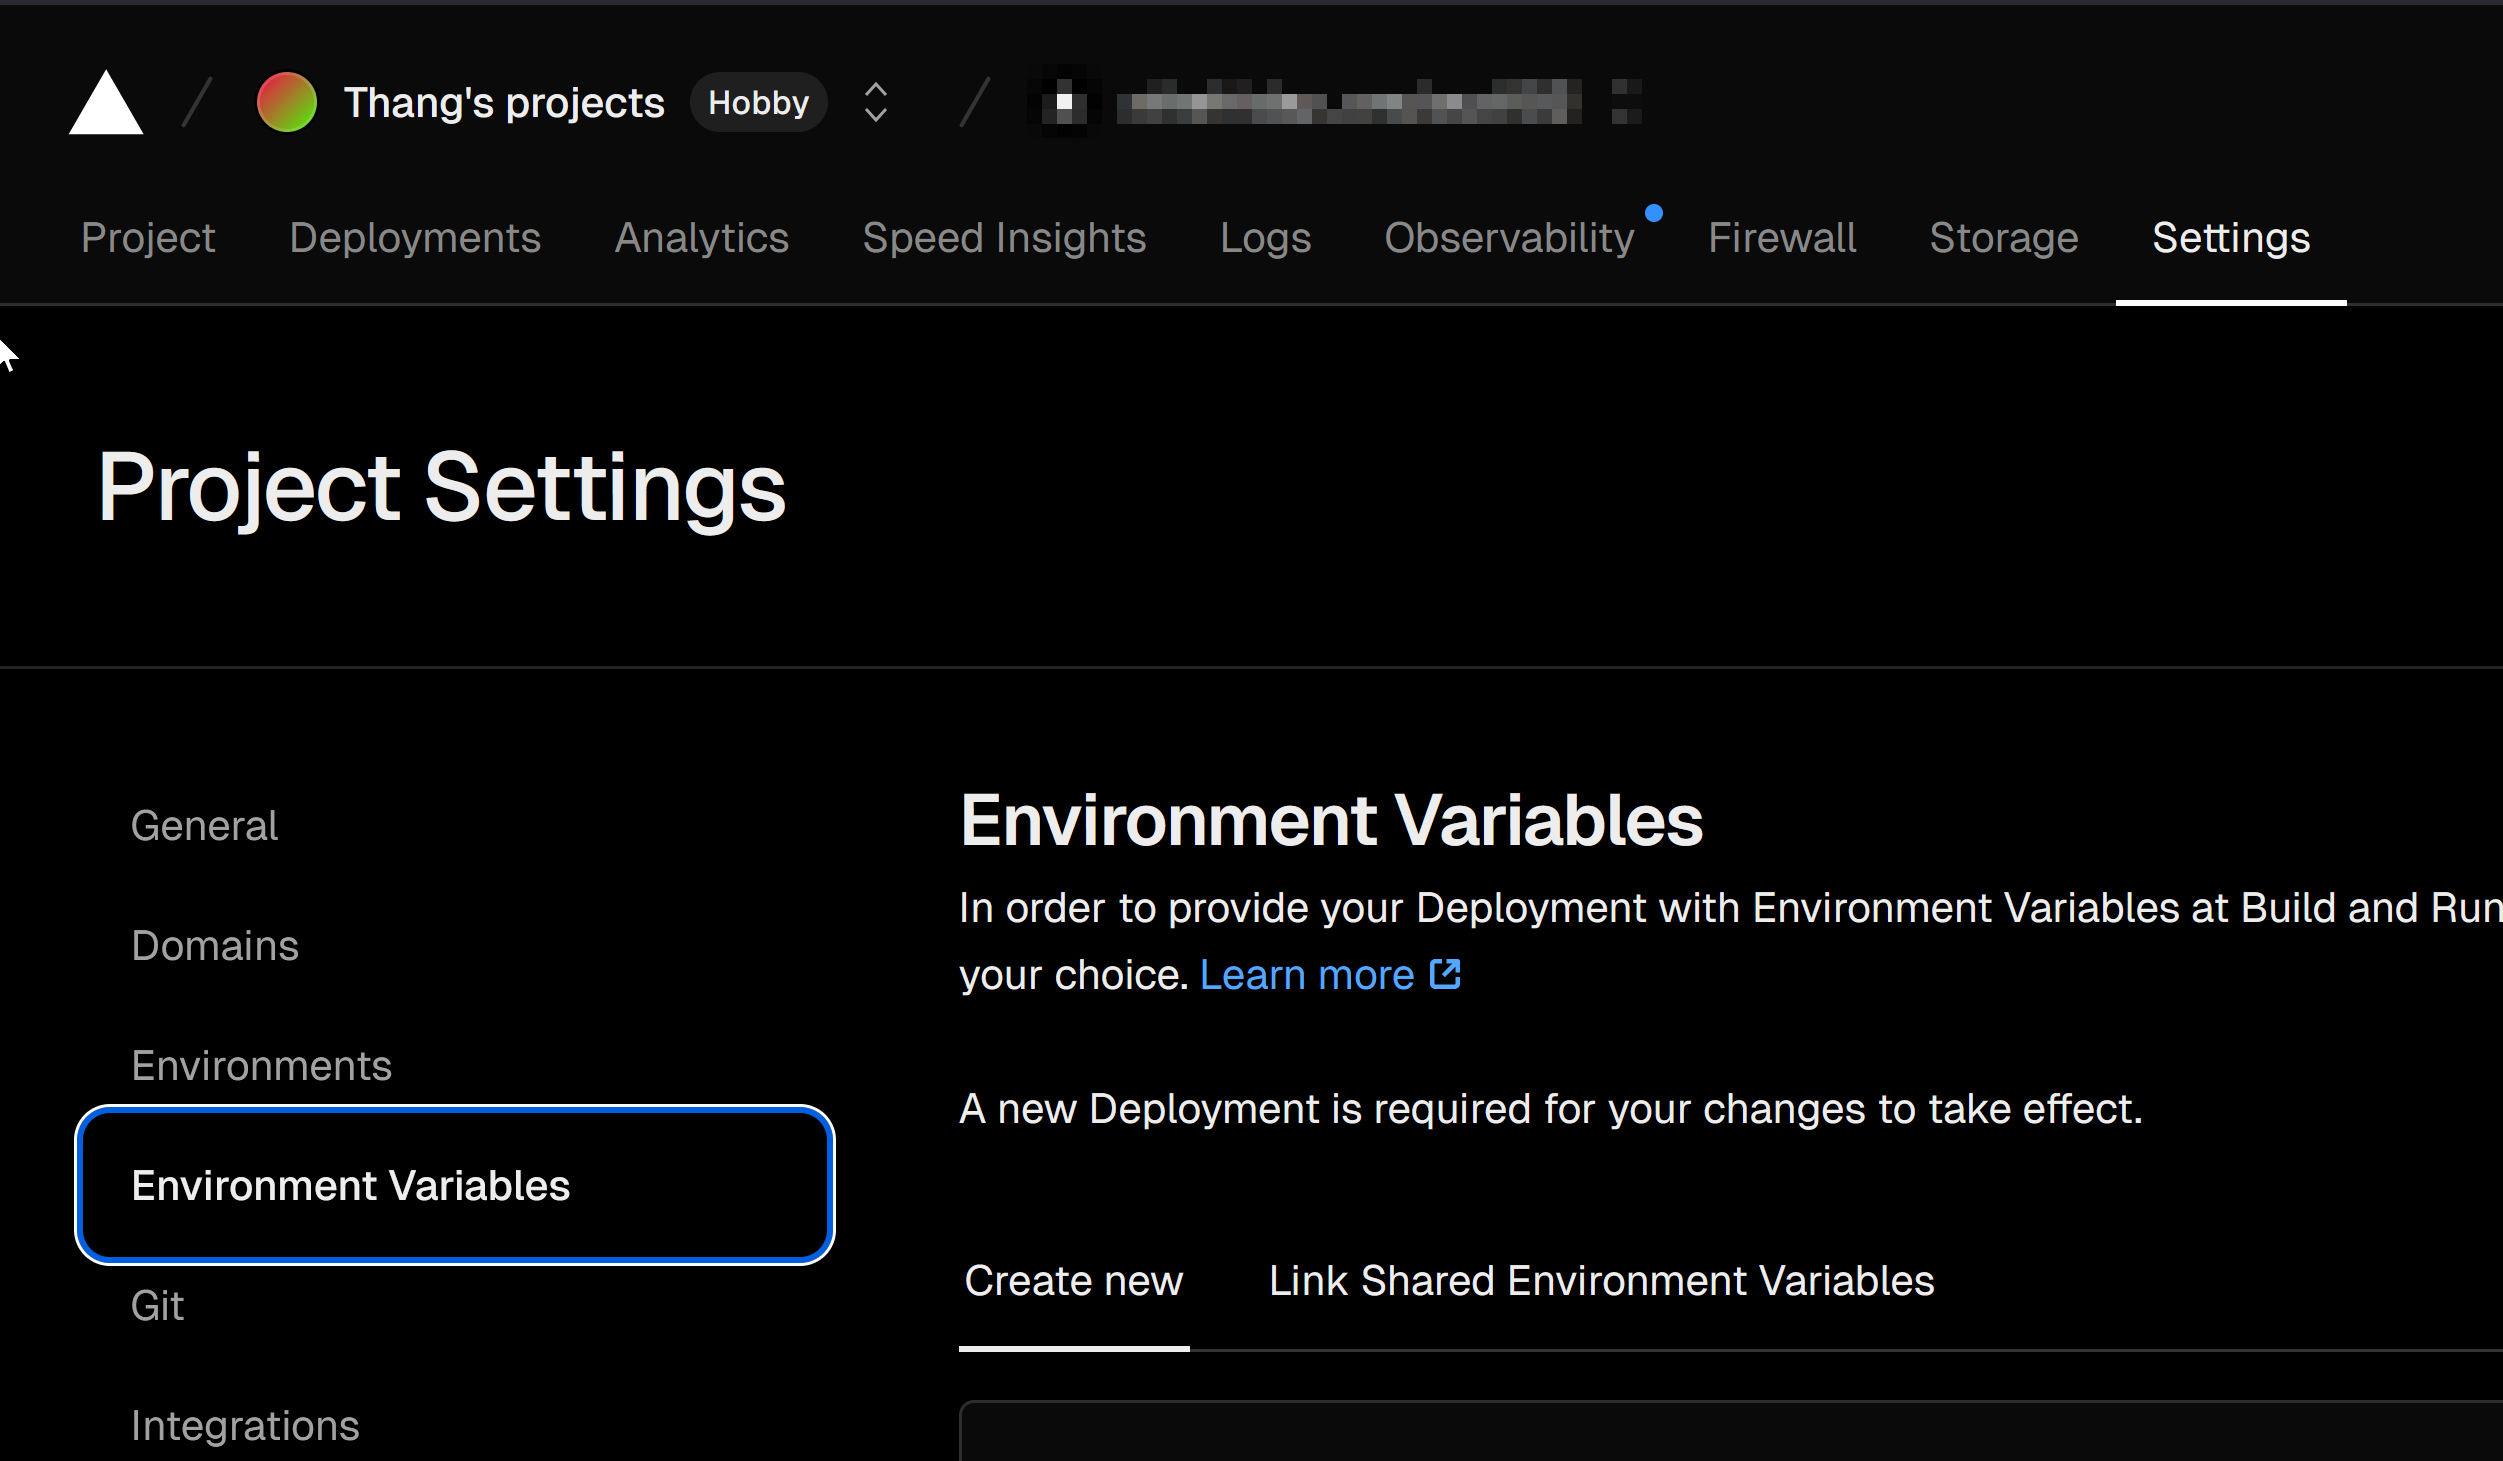 Thang's projects Hobby
Project Deployments Analytics Speed Insights Logs Observability Firewall Storage Settings
Project Settings
General
Domains
Environments
Environment Variables
Git
Integrations
Environment Variables
In order to provide your Deployment with Environment Variables at Build and Run
your choice. Learn more
A new Deployment is required for your changes to take effect.
Create new Link Shared Environment Variables